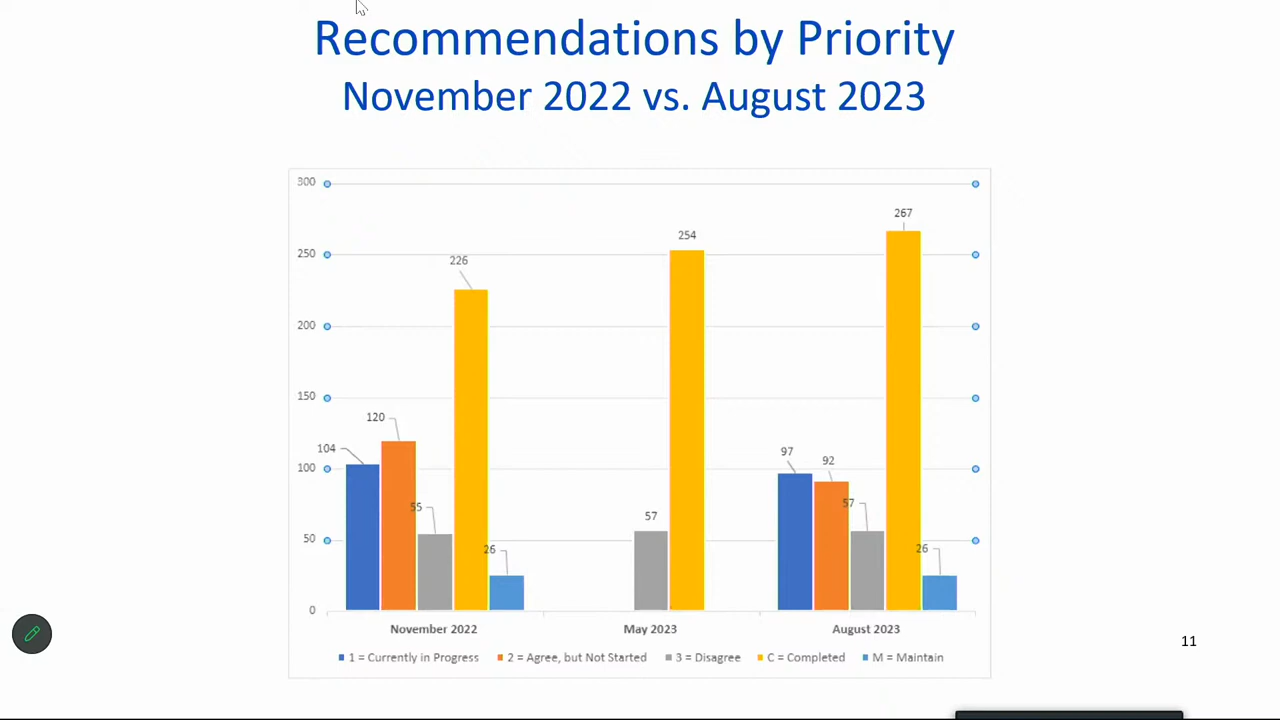 Recommendations by Priority
November 2022 vs. August 2023
300
250
200
150
100
50
0
104
120
55
226
26
57
254
97
92
57
267
26
November 2022
May 2023
August 2023
1 = Currently in Progress
2 = Agree, but Not Started
3 = Disagree
C = Completed
M = Maintain
11